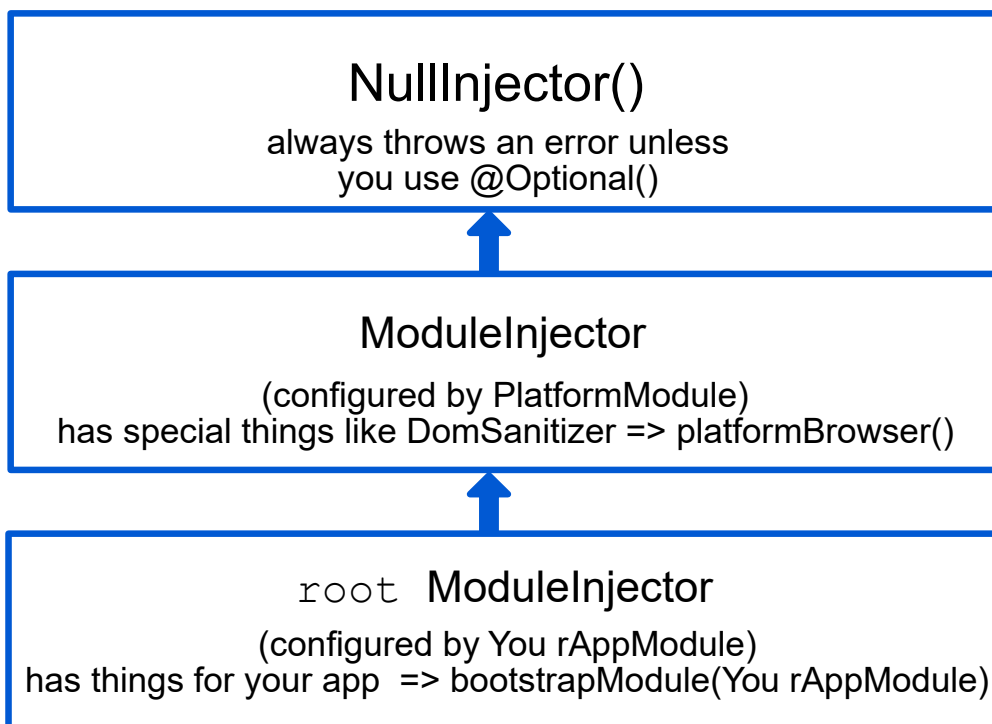 NullInjector()
always throws an error unless
you use @Optional()
ModuleInjector
(configured by PlatformModule)
has special things like DomSanitizer => platformBrowser()
root ModuleInjector
(configured by You rAppModule)
has things for your app => bootstrapModule(You rAppModule)